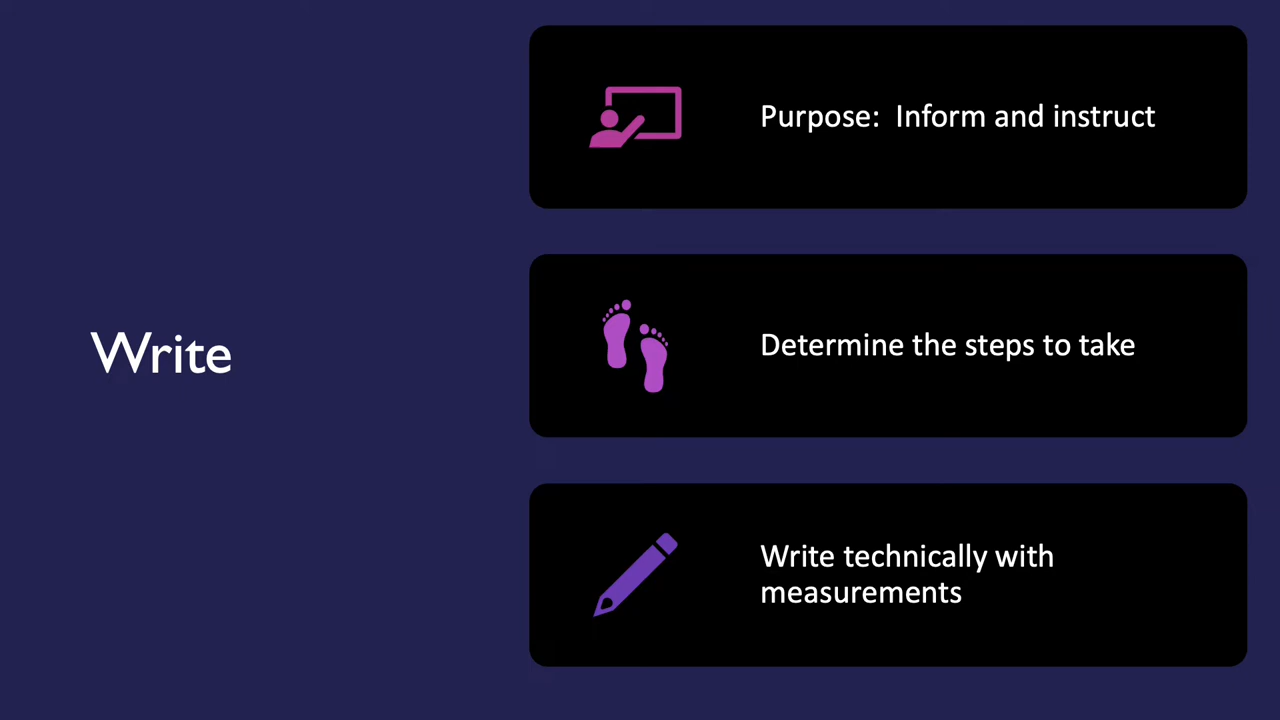 Write
Purpose:  Inform and instruct
Determine the steps to take
Write technically with
measurements